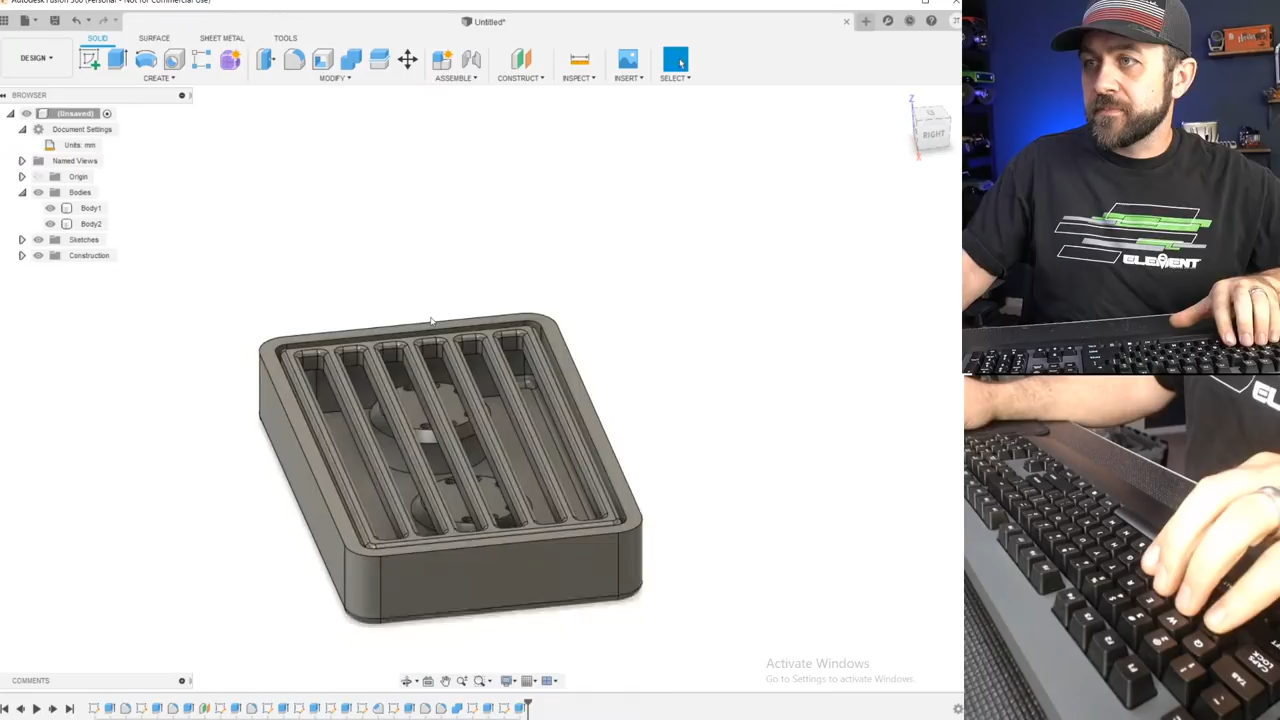 Autodesk Fusion 360 (Personal - Not for Commercial Use)
Untitled*
SOLID SURFACE SHEET METAL TOOLS
DESIGN
CREATE MODIFY ASSEMBLE CONSTRUCT INSPECT INSERT SELECT
BROWSER
(Unsaved)
Document Settings
Units: mm
Named Views
Origin
Bodies
Body1
Body2
Sketches
Construction
Z
RIGHT
X
ELEMENT
CAPS LOCK
Activate Windows
Go to Settings to activate Windows.
COMMENTS